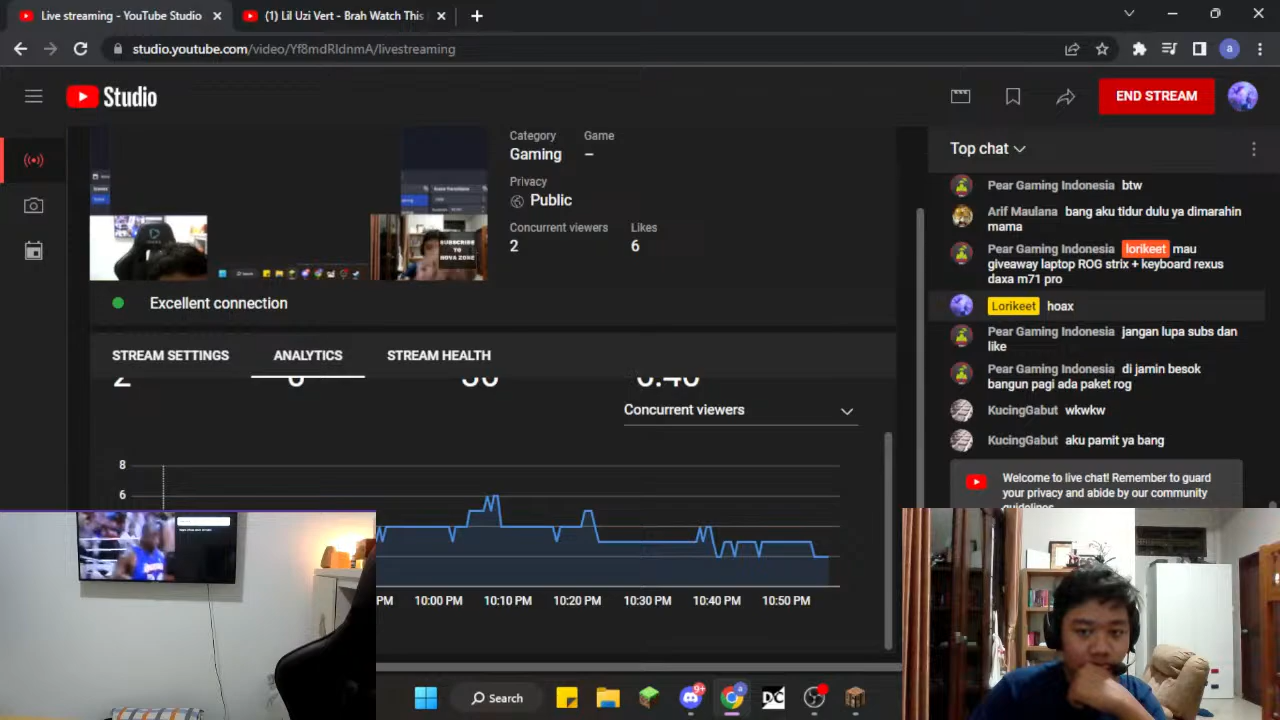 Live streaming - YouTube Studio
(1) Lil Uzi Vert - Brah Watch This
studio.youtube.com/video/Yf8mdRIdnmA/livestreaming
a
Studio
END STREAM
Category
Game
Gaming
–
Privacy
Public
Concurrent viewers
Likes
2
6
SUBSCRIBE
TO
NOVA ZONE
Excellent connection
STREAM SETTINGS
ANALYTICS
STREAM HEALTH
Concurrent viewers
8
6
PM
10:00 PM
10:10 PM
10:20 PM
10:30 PM
10:40 PM
10:50 PM
Top chat
Pear Gaming Indonesia btw
Arif Maulana bang aku tidur dulu ya dimarahin
mama
Pear Gaming Indonesia lorikeet mau
giveaway laptop ROG strix + keyboard rexus
daxa m71 pro
Lorikeet hoax
Pear Gaming Indonesia jangan lupa subs dan
like
Pear Gaming Indonesia di jamin besok
bangun pagi ada paket rog
KucingGabut wkwkw
KucingGabut aku pamit ya bang
Welcome to live chat! Remember to guard
your privacy and abide by our community
Search
9+
a